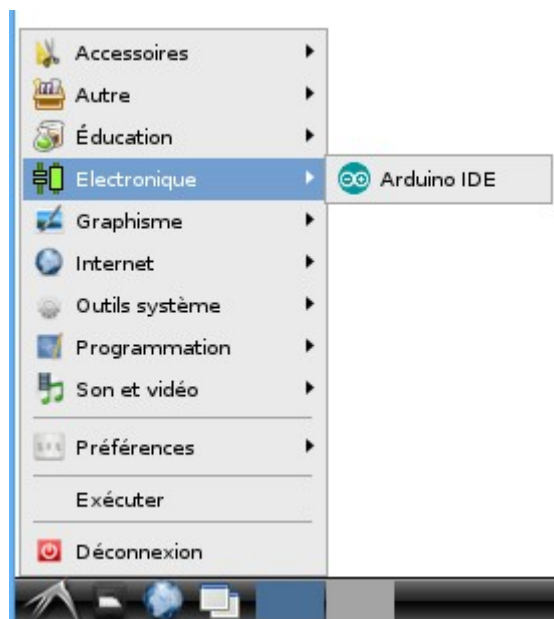 Accessoires
Autre
Éducation
Electronique
Arduino IDE
Graphisme
Internet
Outils système
Programmation
Son et vidéo
Préférences
Exécuter
Déconnexion